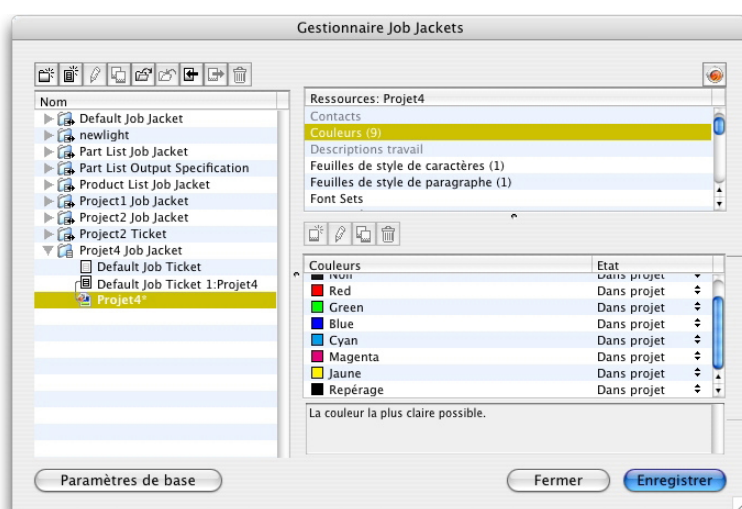 Gestionnaire Job Jackets
Nom
Default Job Jacket
newlight
Part List Job Jacket
Part List Output Specification
Product List Job Jacket
Project1 Job Jacket
Project2 Job Jacket
Project2 Ticket
Projet4 Job Jacket
Default Job Ticket
Default Job Ticket 1:Projet4
Projet4*
Ressources: Projet4
Contacts
Couleurs (9)
Descriptions travail
Feuilles de style de caractères (1)
Feuilles de style de paragraphe (1)
Font Sets
Couleurs Etat
Noir Dans projet
Red Dans projet
Green Dans projet
Blue Dans projet
Cyan Dans projet
Magenta Dans projet
Jaune Dans projet
Repérage Dans projet
La couleur la plus claire possible.
Paramètres de base
Fermer
Enregistrer